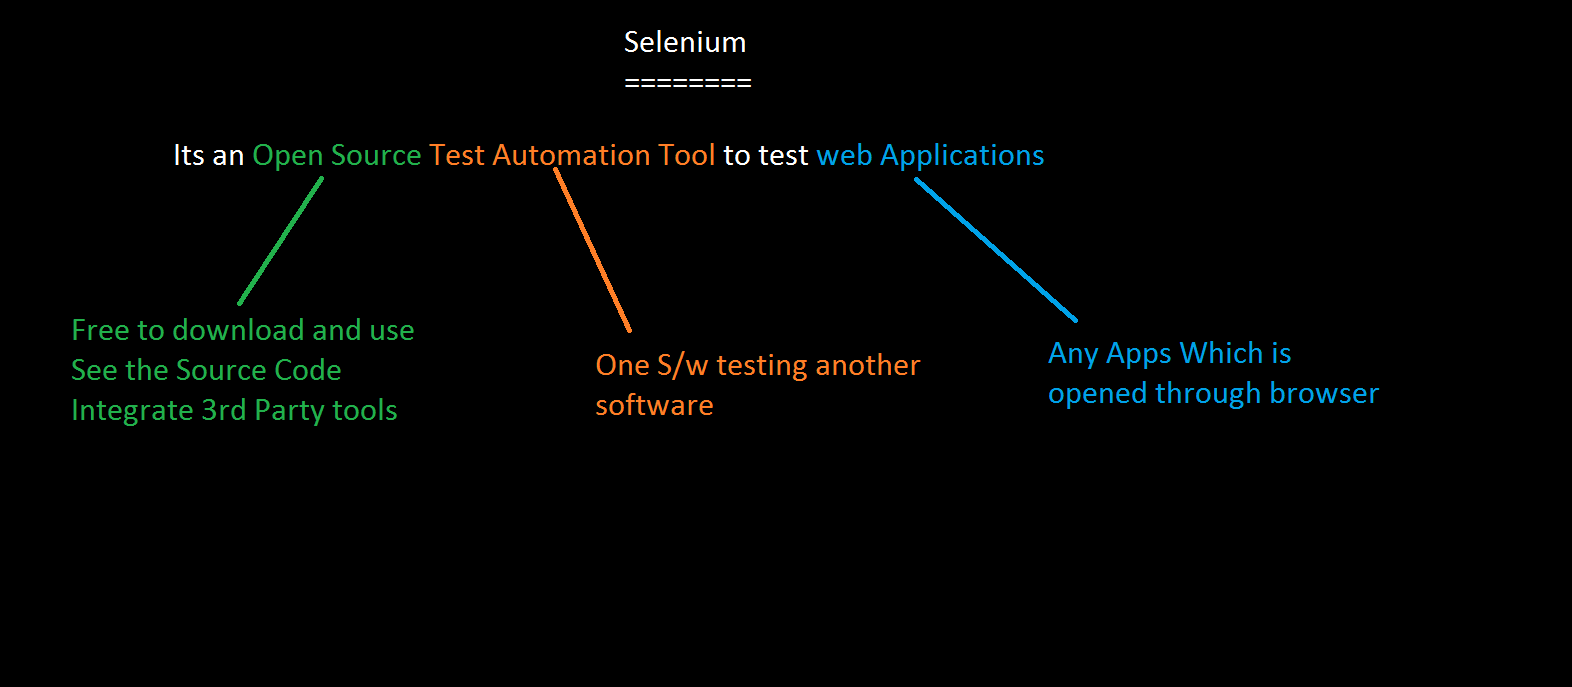 Selenium
========
Its an Open Source Test Automation Tool to test web Applications
Free to download and use
See the Source Code
Integrate 3rd Party tools
One S/w testing another
software
Any Apps Which is
opened through browser